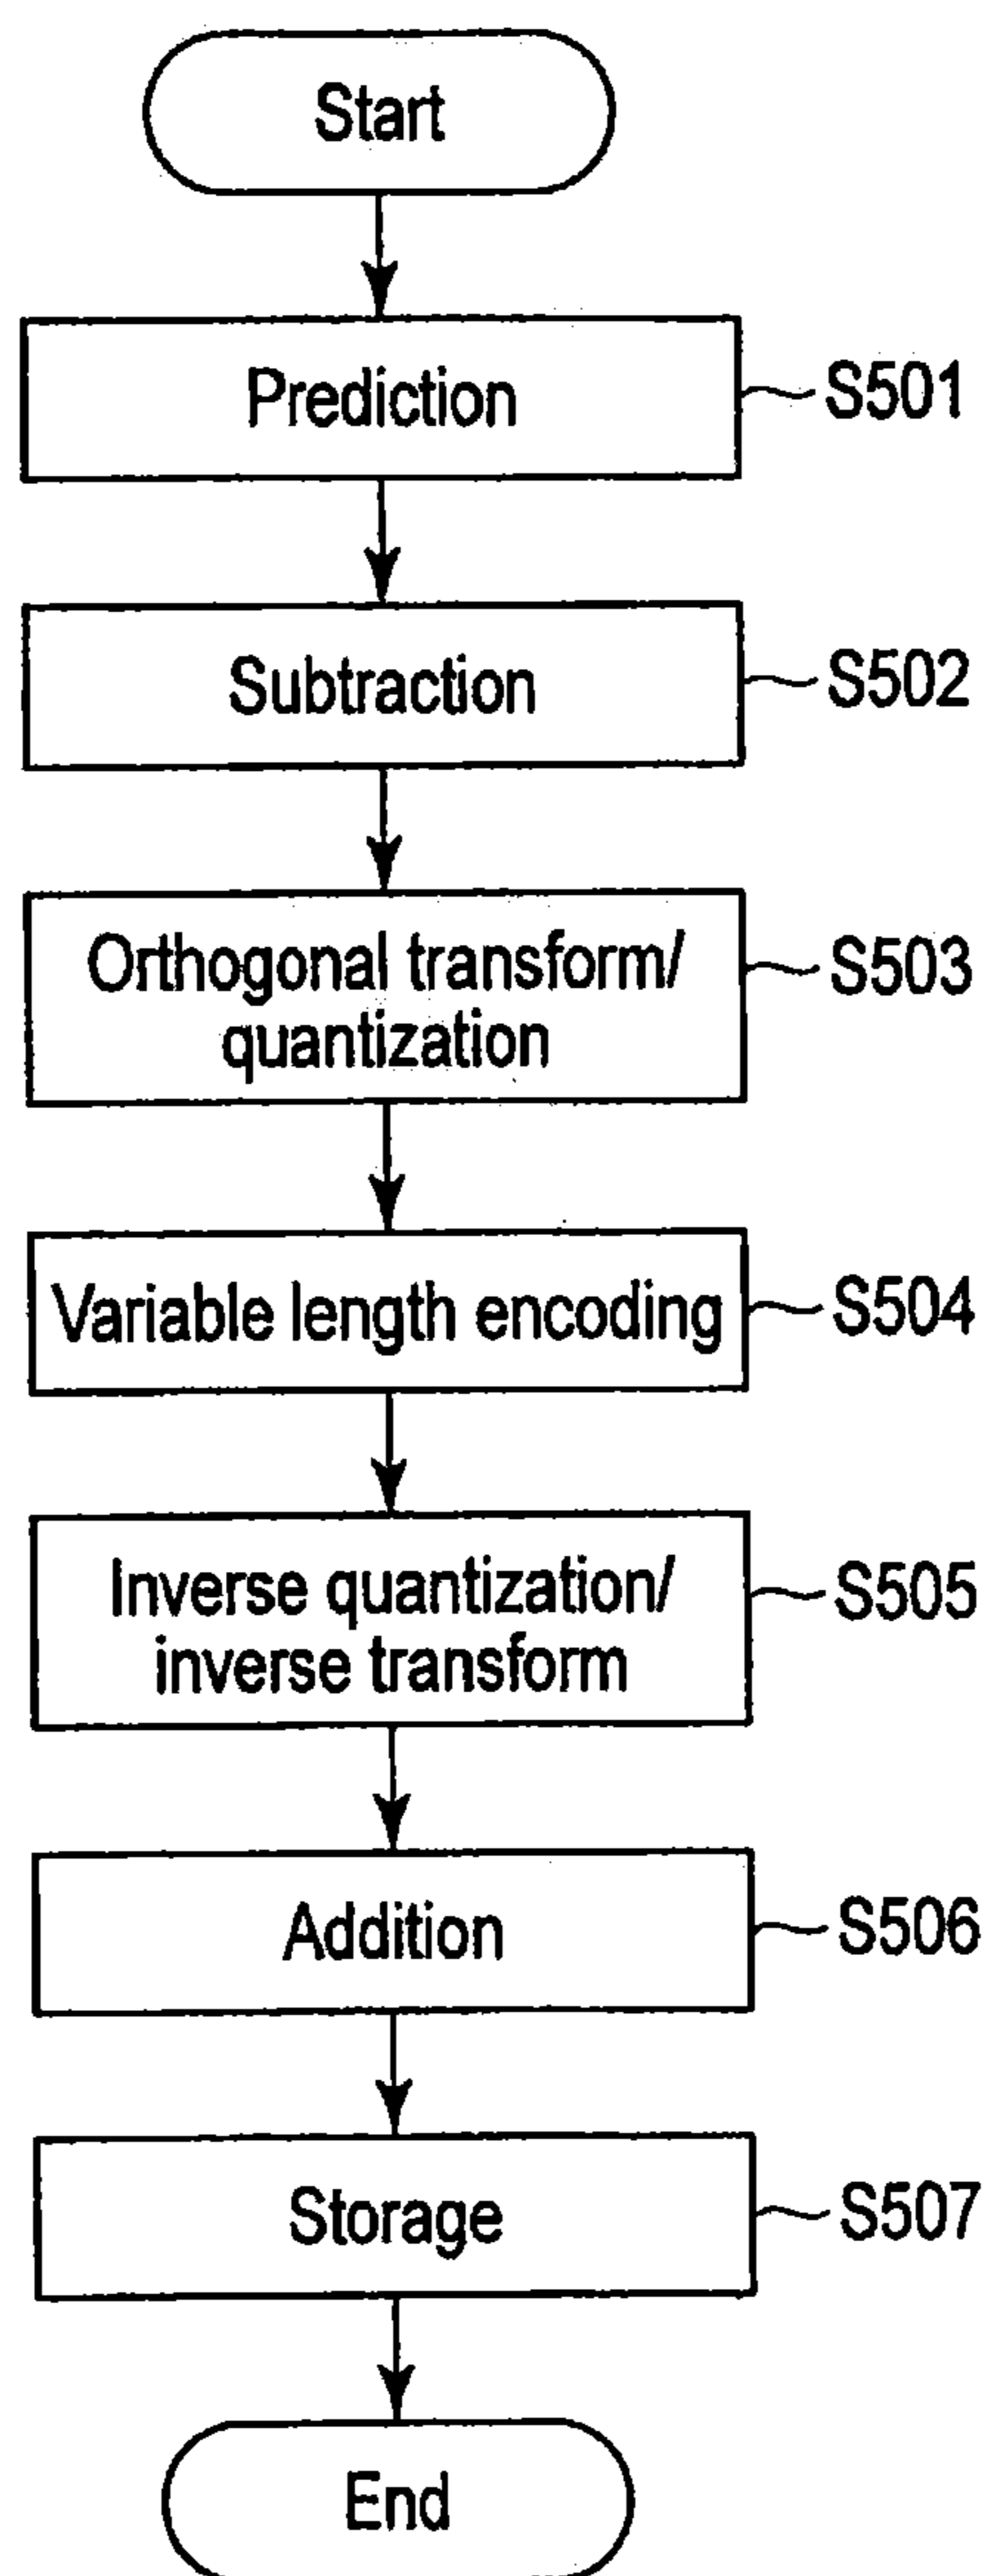 Start
Prediction
S501
Subtraction
S502
Orthogonal transform/
quantization
S503
Variable length encoding
S504
Inverse quantization/
inverse transform
S505
Addition
S506
Storage
S507
End